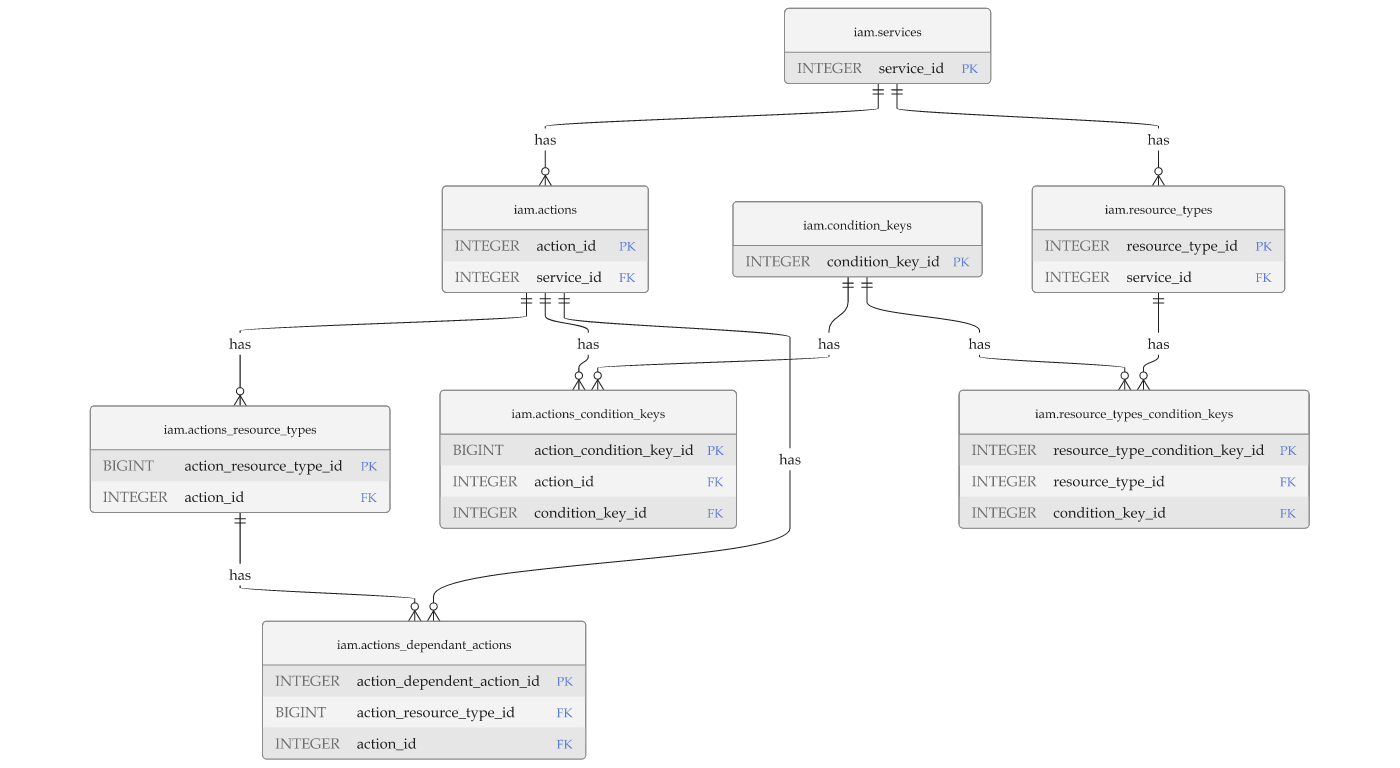 iam.services
INTEGER service_id PK
has
has
iam.actions
INTEGER action_id PK
INTEGER service_id FK
iam.condition_keys
INTEGER condition_key_id PK
iam.resource_types
INTEGER resource_type_id PK
INTEGER service_id FK
has
has
has
has
has
iam.actions_resource_types
BIGINT action_resource_type_id PK
INTEGER action_id FK
iam.actions_condition_keys
BIGINT action_condition_key_id PK
INTEGER action_id FK
INTEGER condition_key_id FK
has
iam.resource_types_condition_keys
INTEGER resource_type_condition_key_id PK
INTEGER resource_type_id FK
INTEGER condition_key_id FK
has
iam.actions_dependant_actions
INTEGER action_dependent_action_id PK
BIGINT action_resource_type_id FK
INTEGER action_id FK